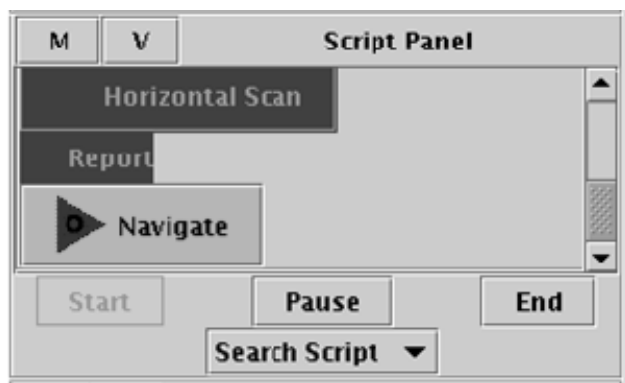 M V Script Panel
Horizontal Scan
Report
Navigate
Start Pause End
Search Script